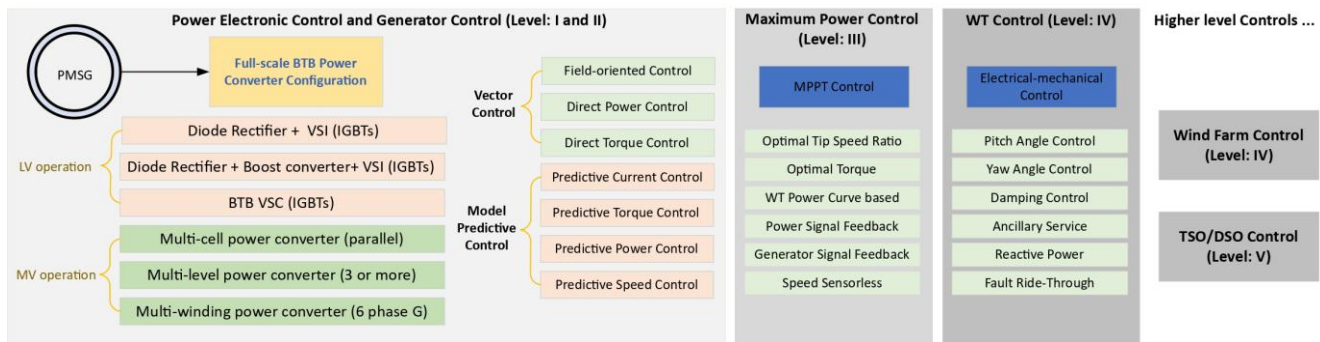 Power Electronic Control and Generator Control (Level: I and II)
PMSG
Full-scale BTB Power
Converter Configuration
LV operation
Diode Rectifier + VSI (IGBTs)
Diode Rectifier + Boost converter+ VSI (IGBTs)
BTB VSC (IGBTs)
MV operation
Multi-cell power converter (parallel)
Multi-level power converter (3 or more)
Multi-winding power converter (6 phase G)
Vector
Control
Field-oriented Control
Direct Power Control
Direct Torque Control
Model
Predictive
Control
Predictive Current Control
Predictive Torque Control
Predictive Power Control
Predictive Speed Control
Maximum Power Control
(Level: III)
MPPT Control
Optimal Tip Speed Ratio
Optimal Torque
WT Power Curve based
Power Signal Feedback
Generator Signal Feedback
Speed Sensorless
WT Control (Level: IV)
Electrical-mechanical
Control
Pitch Angle Control
Yaw Angle Control
Damping Control
Ancillary Service
Reactive Power
Fault Ride-Through
Higher level Controls ...
Wind Farm Control
(Level: IV)
TSO/DSO Control
(Level: V)